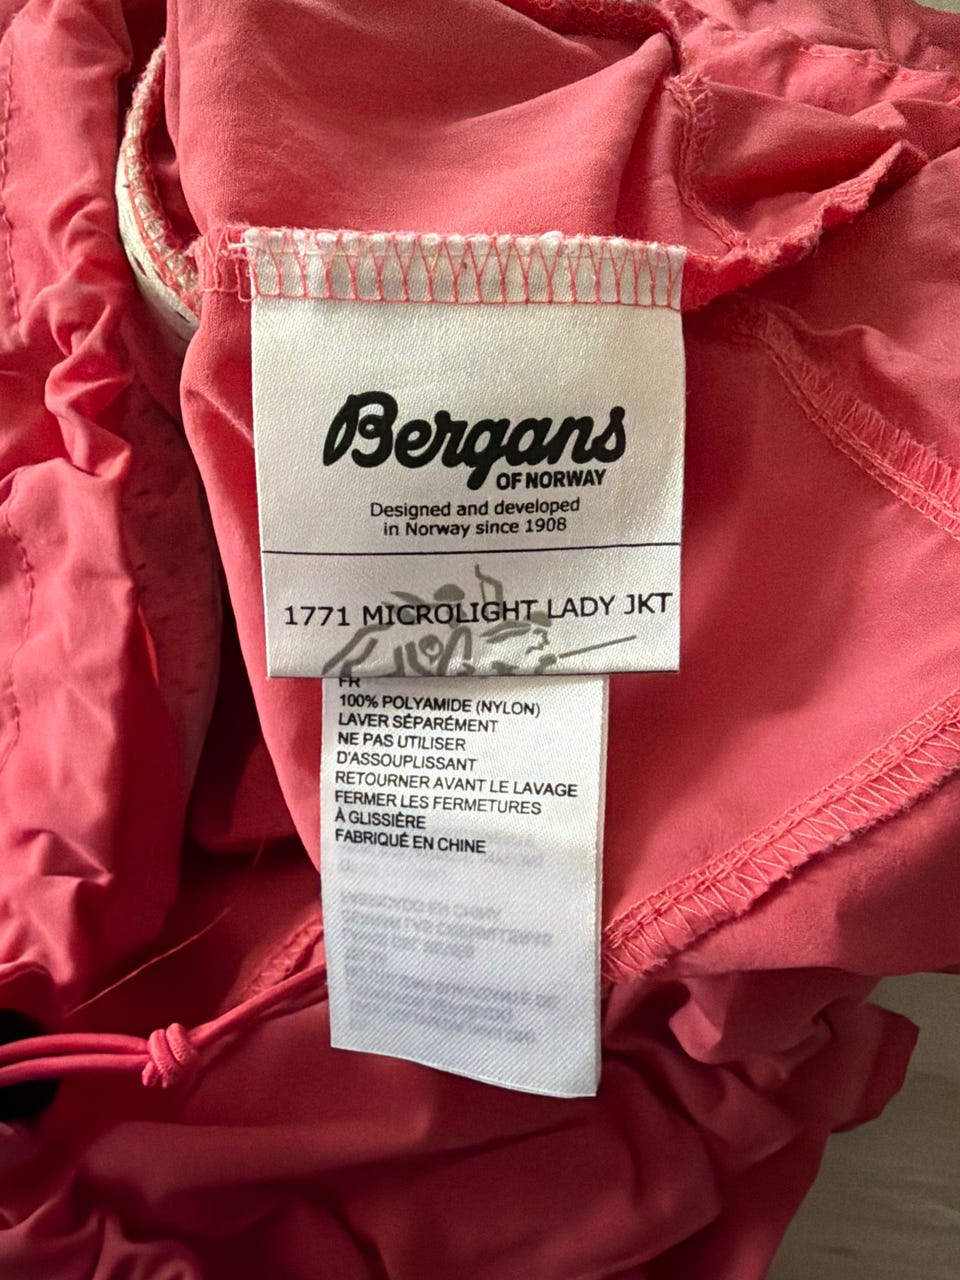 Bergans
OF NORWAY
Designed and developed
in Norway since 1908
1771 MICROLIGHT LADY JKT
FR
100% POLYAMIDE (NYLON)
LAVER SÉPARÉMENT
NE PAS UTILISER
D'ASSOUPLISSANT
RETOURNER AVANT LE LAVAGE
FERMER LES FERMETURES
À GLISSIÈRE
FABRIQUÉ EN CHINE